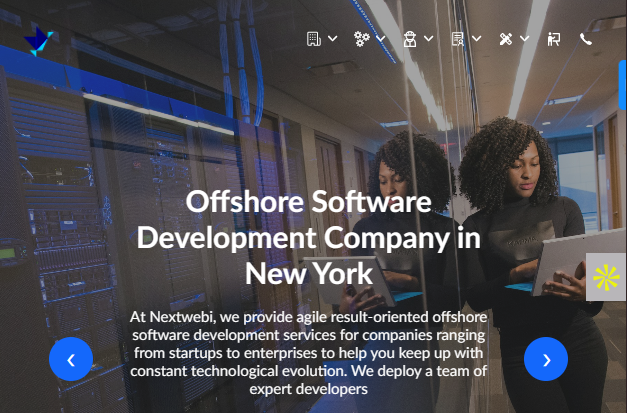 Offshore Software
Development Company in
New York
At Nextwebi, we provide agile result-oriented offshore
software development services for companies ranging
from startups to enterprises to help you keep up with
constant technological evolution. We deploy a team of
expert developers